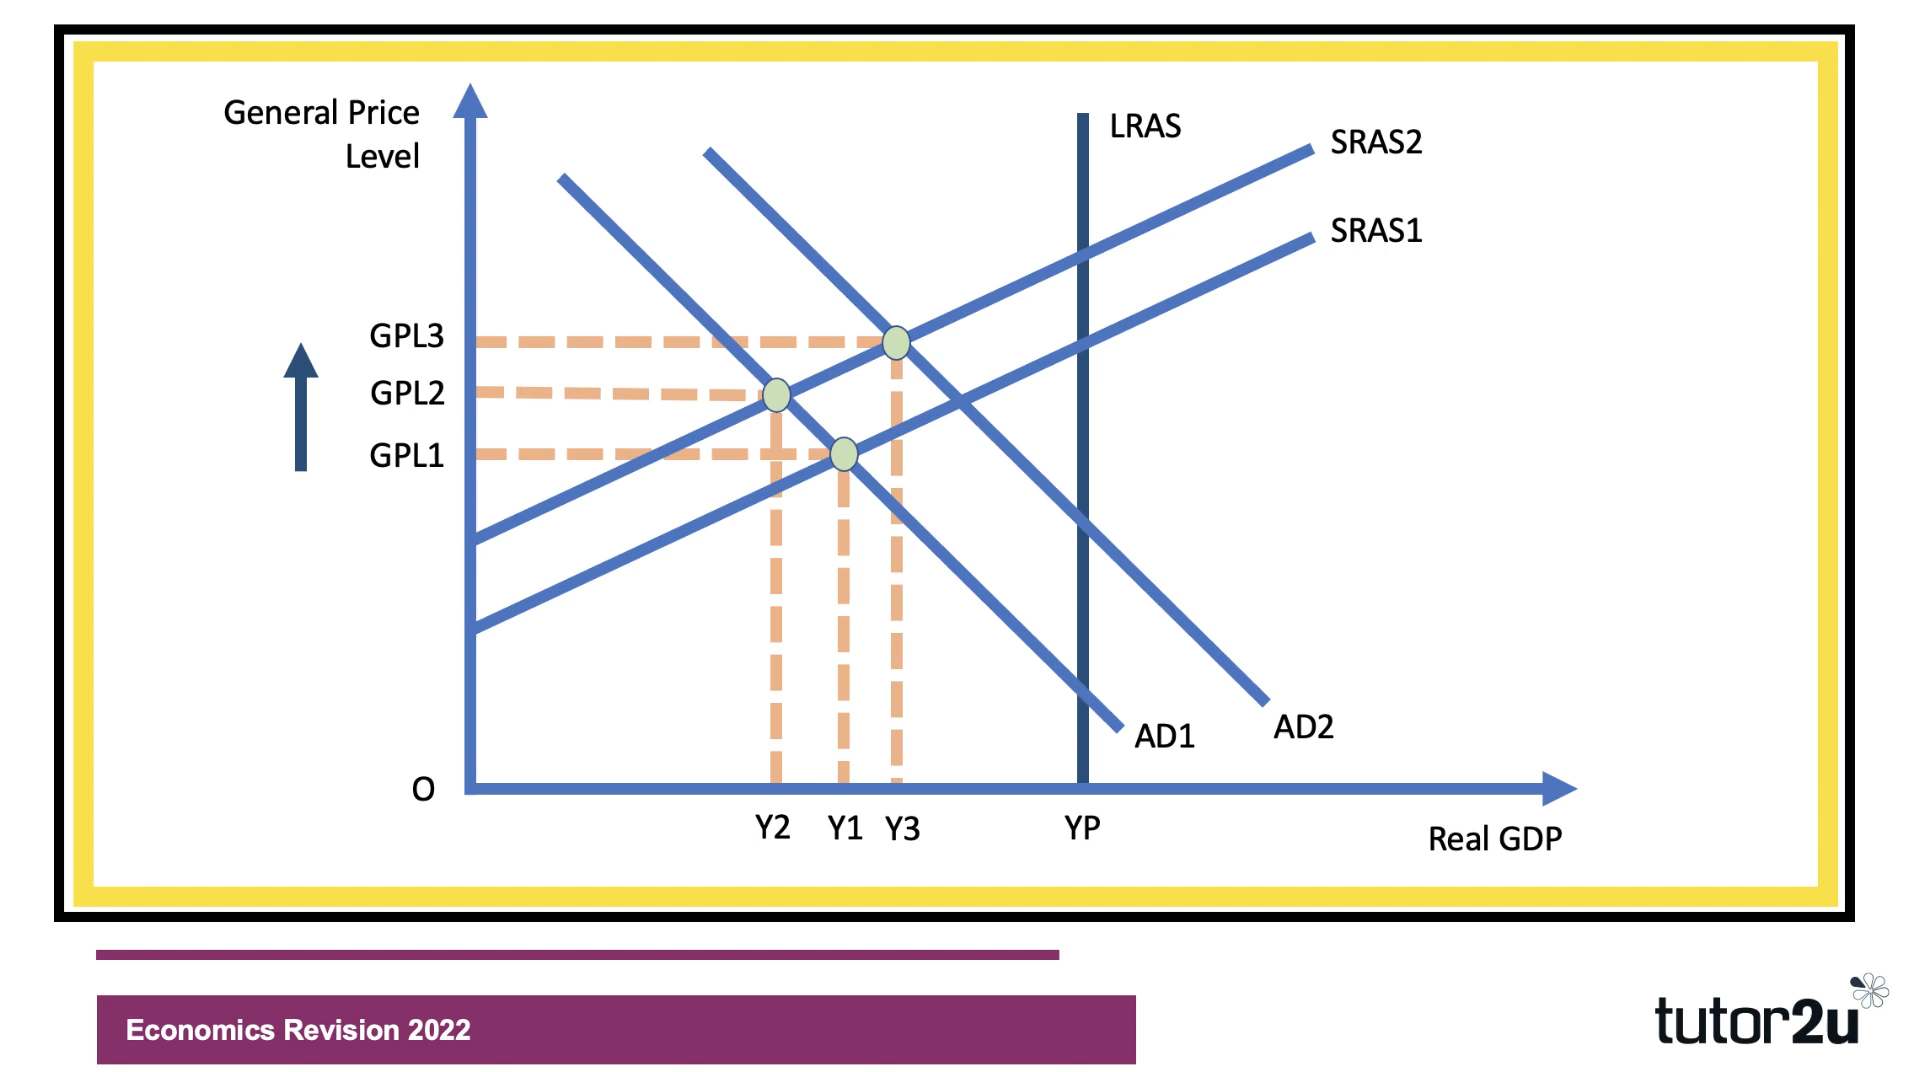 General Price
Level
LRAS
SRAS2
SRAS1
GPL3
GPL2
GPL1
AD1
AD2
O
Y2
Y1
Y3
YP
Real GDP
Economics Revision 2022
tutor2u